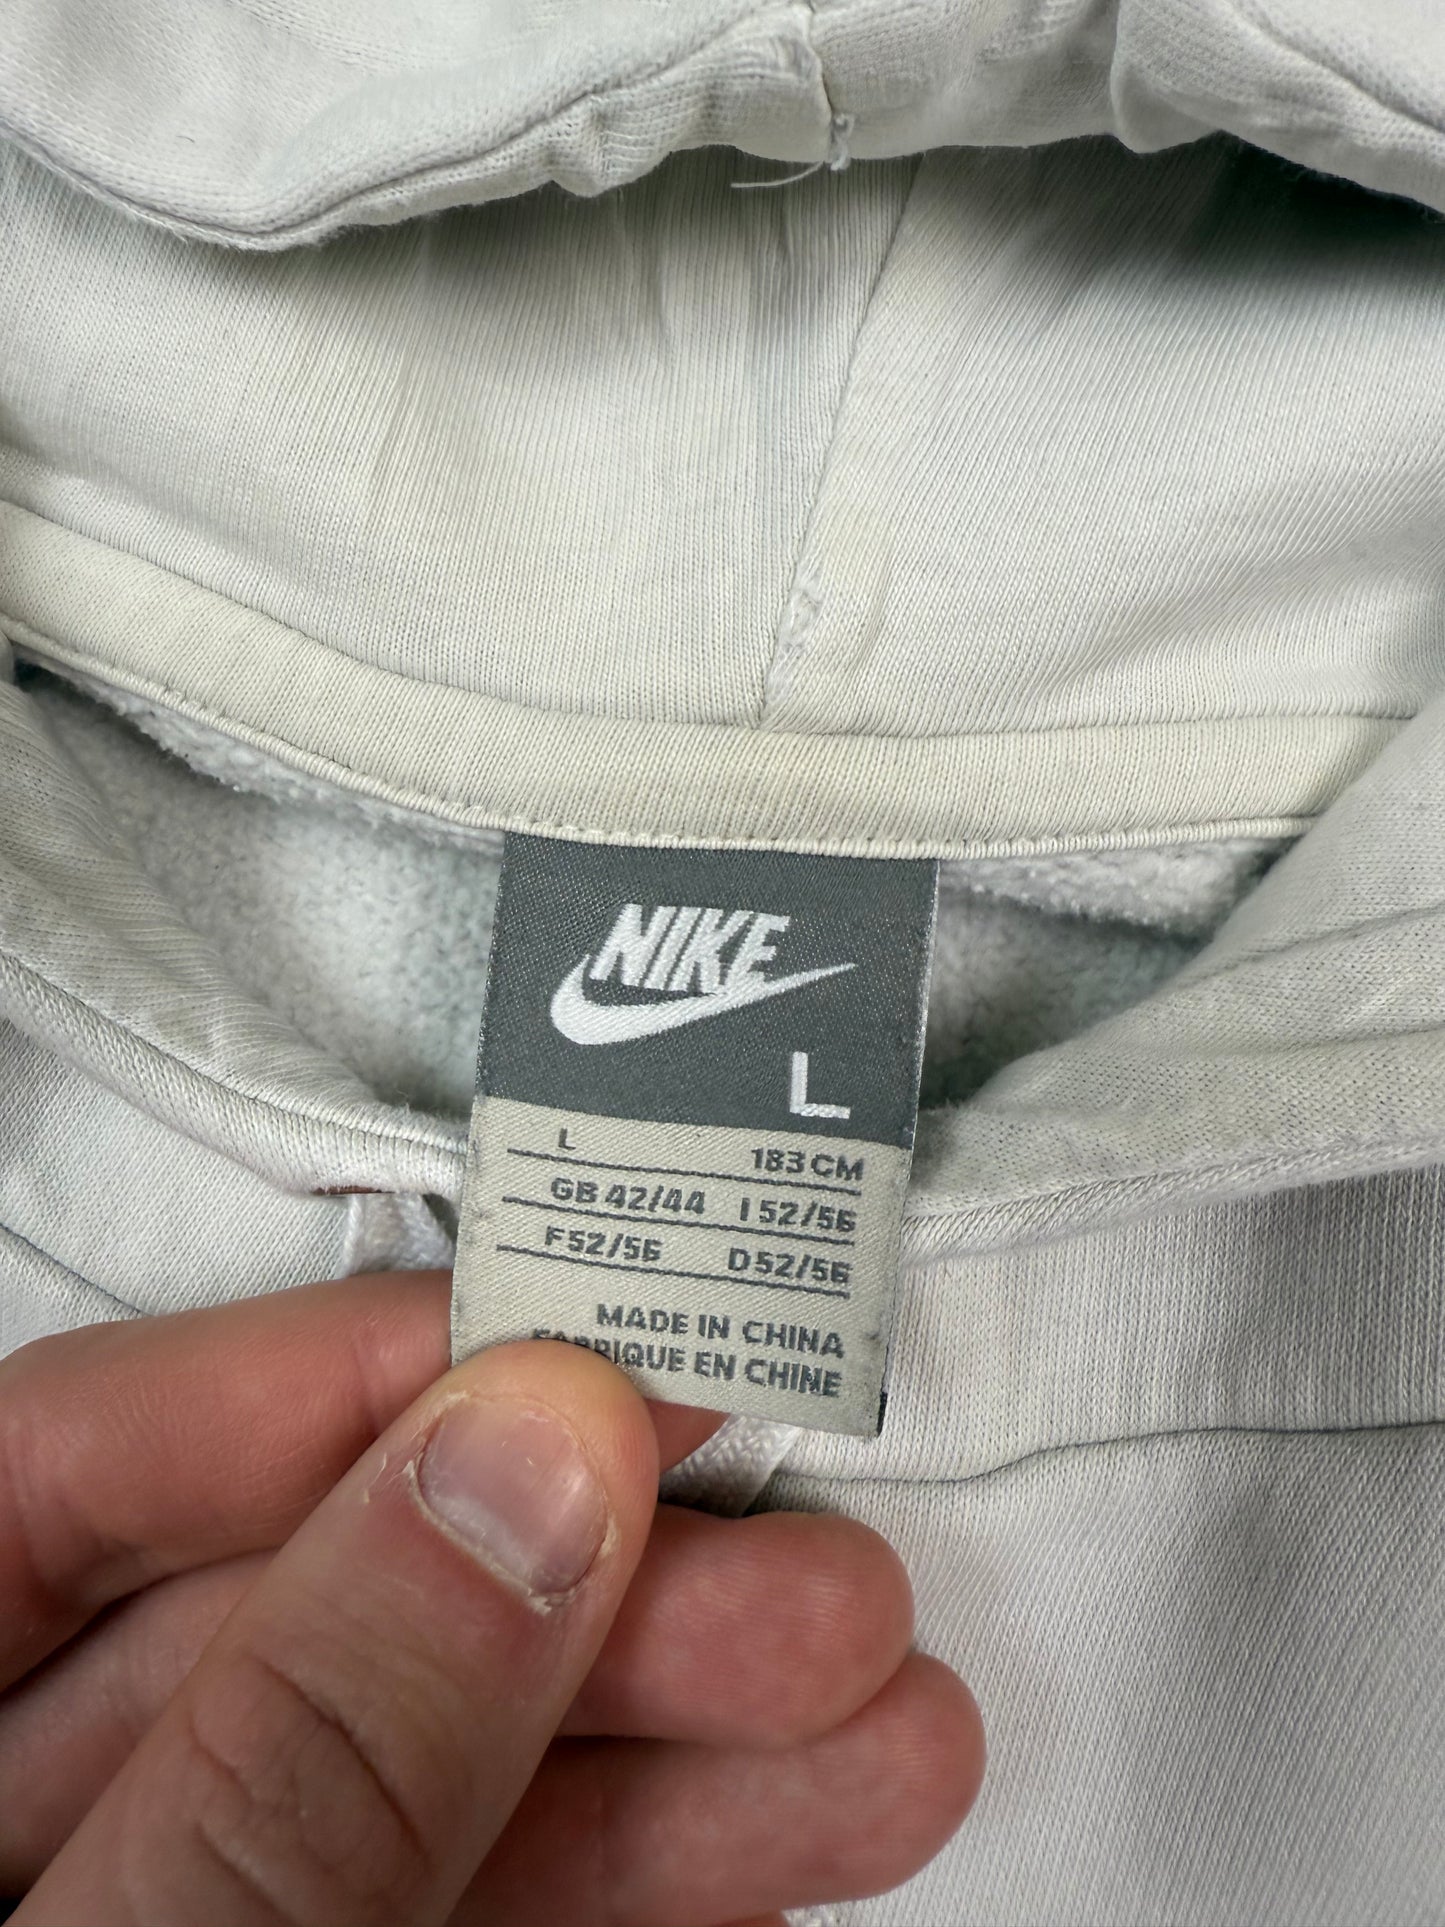 NIKE
L
L 183 CM
GB 42/44 I 52/56
F 52/56 D 52/56
MADE IN CHINA
FABRIQUE EN CHINE